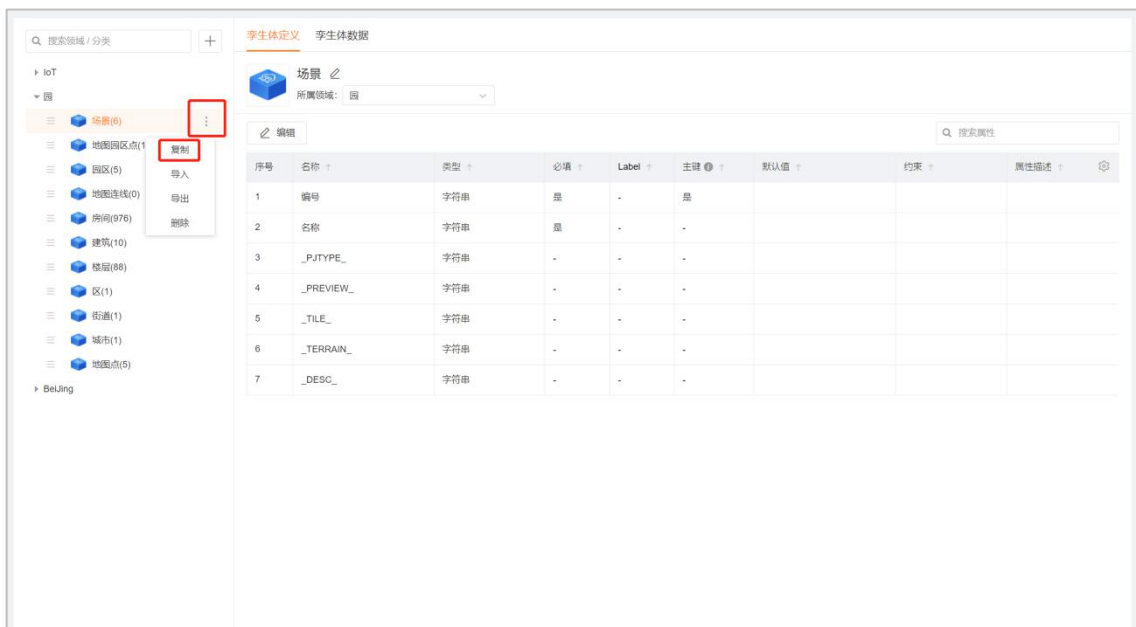 搜索领域 / 分类
孪生体定义 孪生体数据
IoT
园
场景(6)
地图园区点(1
园区(5)
地图连线(0)
房间(976)
建筑(10)
楼层(88)
区(1)
街道(1)
城市(1)
地图点(5)
BeiJing
复制
导入
导出
删除
场景
所属领域: 园
编辑
搜索属性
序号 名称 类型 必填 Label 主键 默认值 约束 属性描述
1 编号 字符串 是 - 是
2 名称 字符串 是 - -
3 _PJTYPE_ 字符串 - - -
4 _PREVIEW_ 字符串 - - -
5 _TILE_ 字符串 - - -
6 _TERRAIN_ 字符串 - - -
7 _DESC_ 字符串 - - -